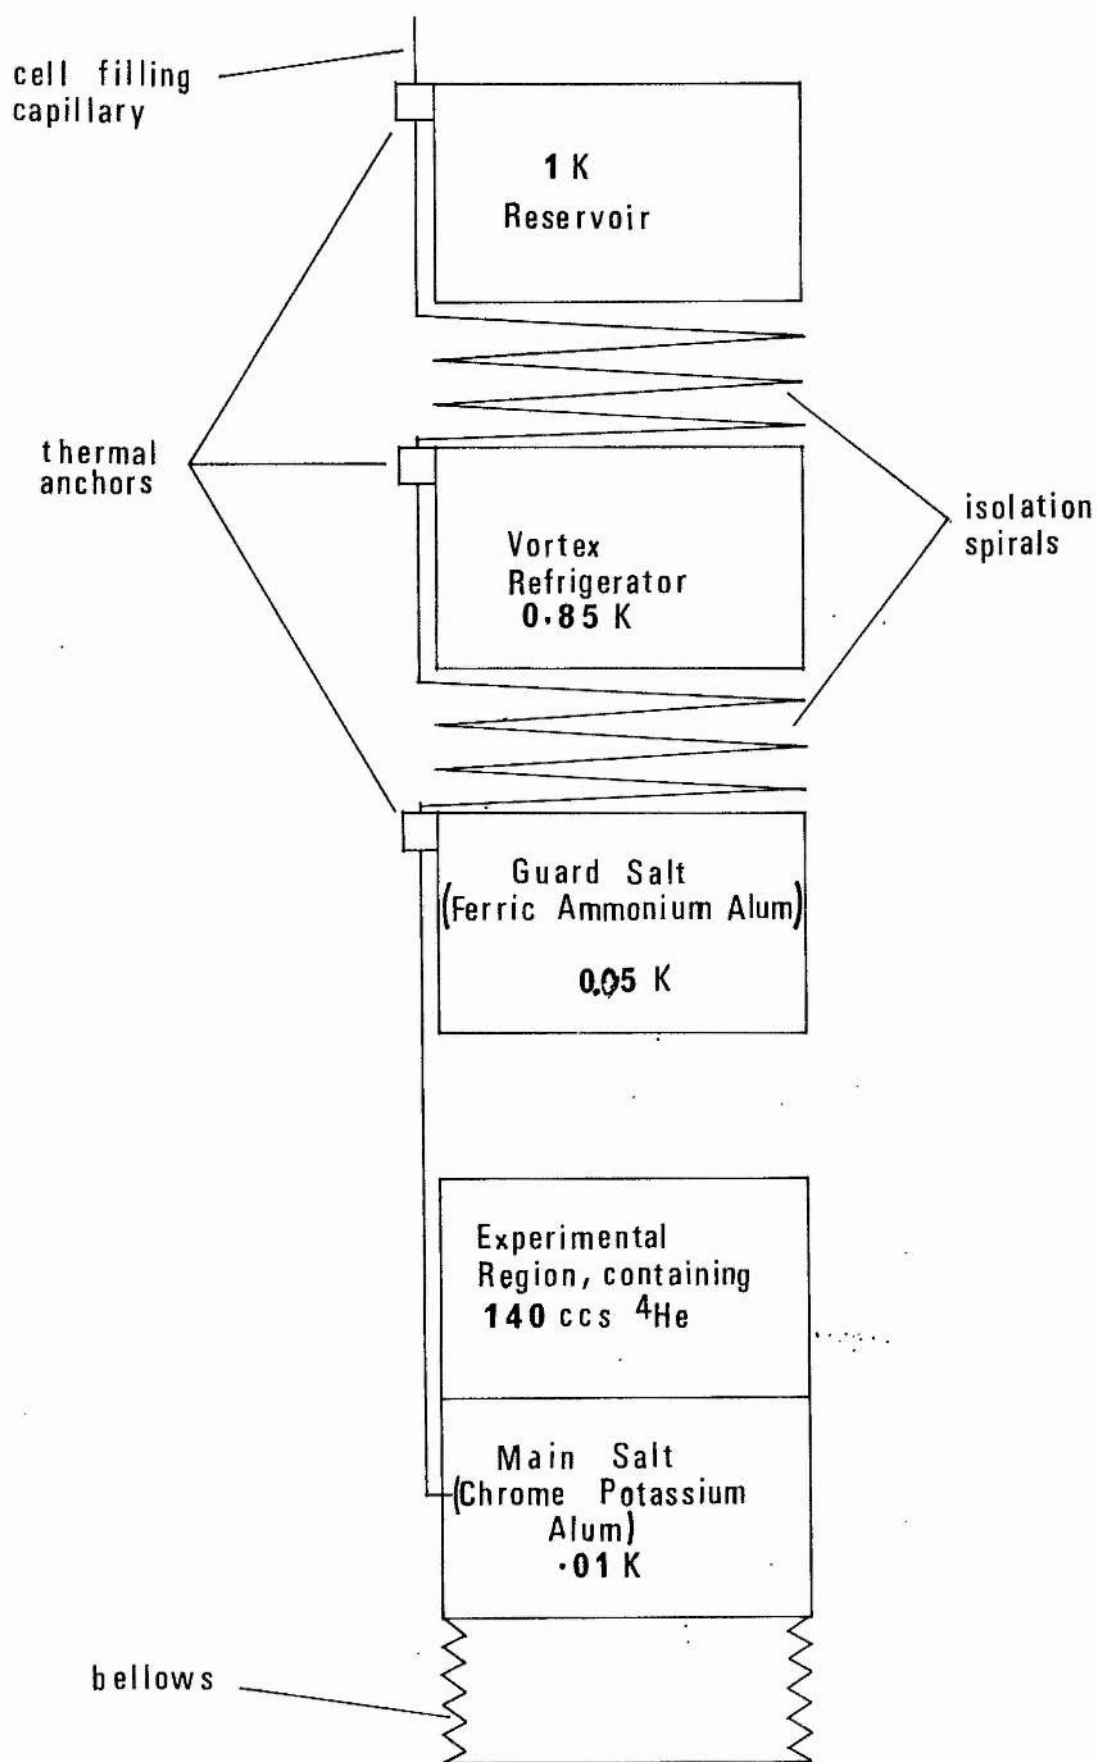 cell filling
capillary
1 K
Reservoir
thermal
anchors
isolation
spirals
Vortex
Refrigerator
0·85 K
Guard Salt
(Ferric Ammonium Alum)
0.05 K
Experimental
Region, containing
140 ccs ⁴He
Main Salt
(Chrome Potassium
Alum)
·01 K
bellows